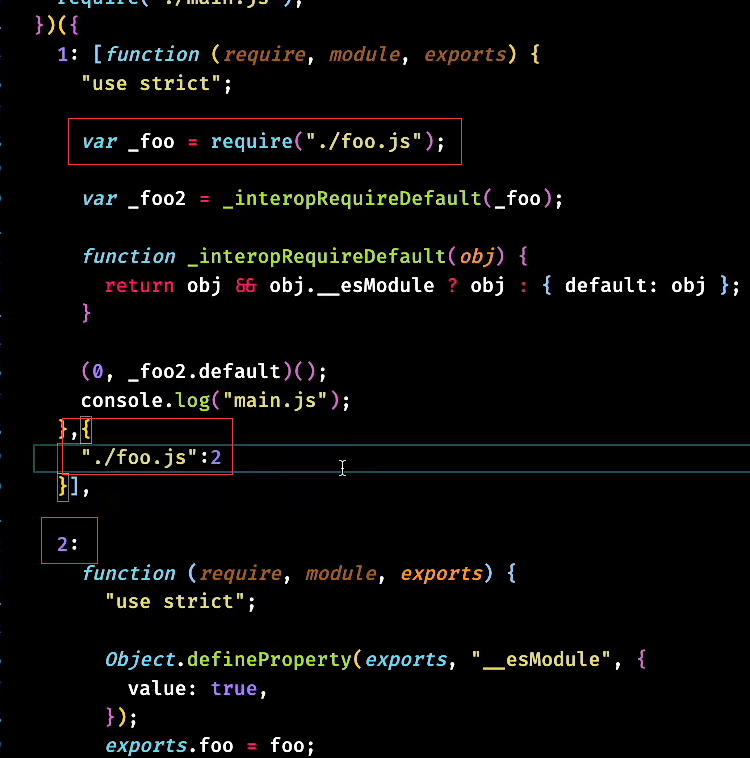 require("./main.js");
})({
1: [function (require, module, exports) {
"use strict";
var _foo = require("./foo.js");
var _foo2 = _interopRequireDefault(_foo);
function _interopRequireDefault(obj) {
return obj && obj.__esModule ? obj : { default: obj };
}
(0, _foo2.default)();
console.log("main.js");
},{
"./foo.js":2
}],
2:
function (require, module, exports) {
"use strict";
Object.defineProperty(exports, "__esModule", {
value: true,
});
exports.foo = foo;